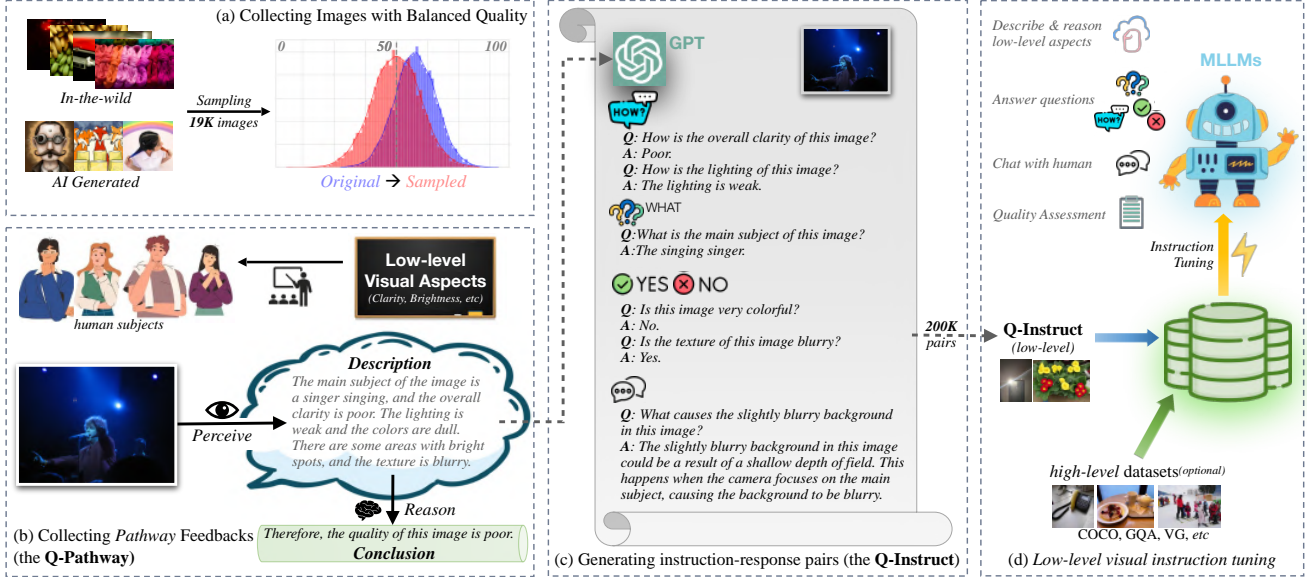 (a) Collecting Images with Balanced Quality
0 50 100
In-the-wild
Sampling
19K images
AI Generated
Original → Sampled
Low-level
Visual Aspects
(Clarity, Brightness, etc)
human subjects
Description
The main subject of the image is
a singer singing, and the overall
clarity is poor. The lighting is
weak and the colors are dull.
There are some areas with bright
spots, and the texture is blurry.
Perceive
Reason
Therefore, the quality of this image is poor.
Conclusion
(b) Collecting Pathway Feedbacks
(the Q-Pathway)
GPT
HOW?
Q: How is the overall clarity of this image?
A: Poor.
Q: How is the lighting of this image?
A: The lighting is weak.
WHAT
Q:What is the main subject of this image?
A:The singing singer.
YES NO
Q: Is this image very colorful?
A: No.
Q: Is the texture of this image blurry?
A: Yes.
Q: What causes the slightly blurry background
in this image?
A: The slightly blurry background in this image
could be a result of a shallow depth of field. This
happens when the camera focuses on the main
subject, causing the background to be blurry.
(c) Generating instruction-response pairs (the Q-Instruct)
200K
pairs
Describe & reason
low-level aspects
MLLMs
Answer questions
HOW?
Chat with human
Quality Assessment
Instruction
Tuning
Q-Instruct
(low-level)
high-level datasets(optional)
COCO, GQA, VG, etc
(d) Low-level visual instruction tuning